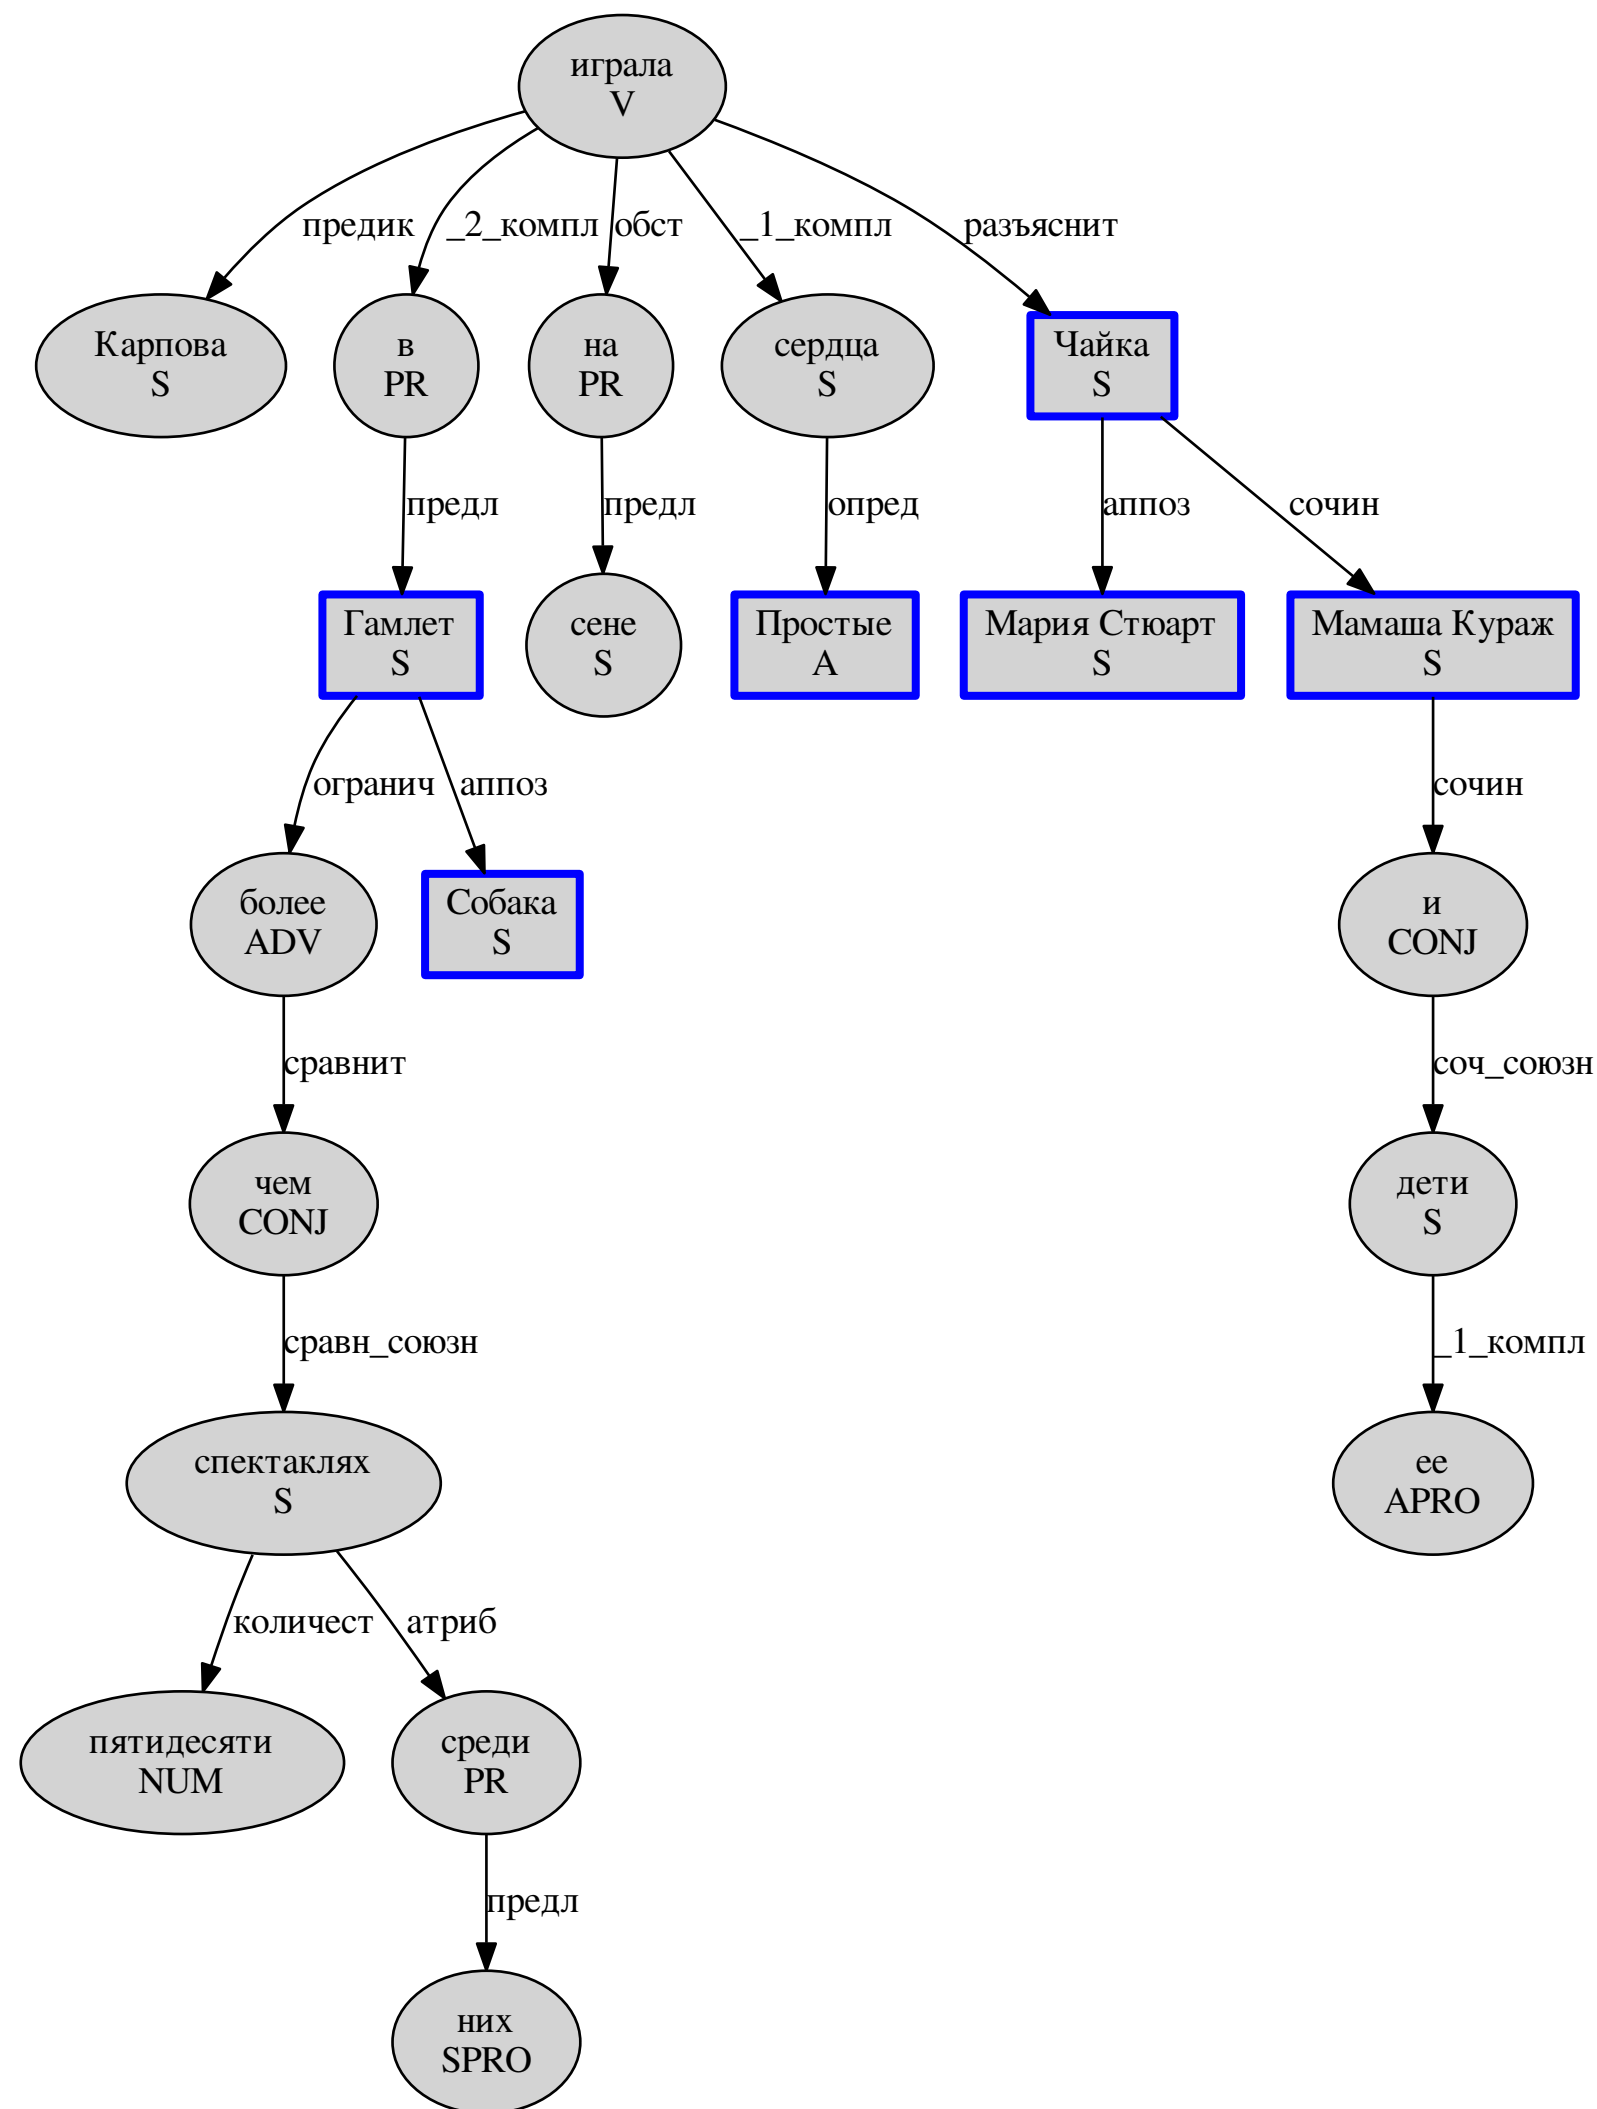 играла
V
предик
_2_компл
обст
_1_компл
разъяснит
Карпова
S
в
PR
на
PR
сердца
S
Чайка
S
предл
предл
опред
аппоз
сочин
Гамлет
S
сене
S
Простые
A
Мария Стюарт
S
Мамаша Кураж
S
огранич
аппоз
сочин
более
ADV
Собака
S
и
CONJ
сравнит
соч_союзн
чем
CONJ
дети
S
сравн_союзн
_1_компл
спектаклях
S
ее
APRO
количест
атриб
пятидесяти
NUM
среди
PR
предл
них
SPRO